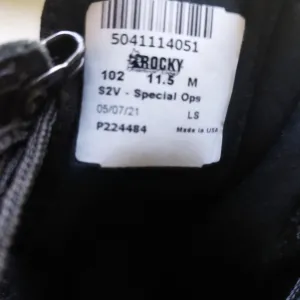 5041114051
ROCKY
102 11.5 M
S2V - Special Ops
05/07/21 LS
P224484 Made in USA